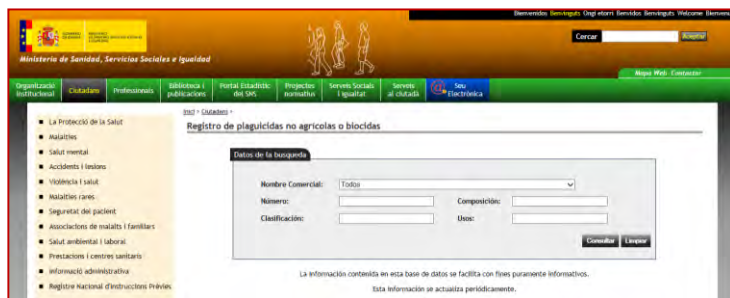 Bienvenidos Benvinguts Ongi etorri Benvidos Benvinguts Welcome Bienvenu
Cercar
Aceptar
Ministerio de Sanidad, Servicios Sociales e Igualdad
Mapa Web Contactar
Organització institucional
Ciutadans
Professionals
Biblioteca i publicacions
Portal Estadístic del SNS
Projectes normatius
Serveis Socials i Igualtat
Serveis al ciutadà
@
Seu Electrònica
Inici > Ciutadans >
Registro de plaguicidas no agrícolas o biocidas
La Protecció de la Salut
Malalties
Salut mental
Accidents i lesions
Violència i salut
Malalties rares
Seguretat del pacient
Associacions de malalts i familiars
Salut ambiental i laboral
Prestacions i centres sanitaris
Informació administrativa
Registre Nacional d'Instruccions Prèvies
Datos de la busqueda
Nombre Comercial: Todos
Número:
Composición:
Clasificación:
Usos:
Consultar Limpiar
La información contenida en esta base de datos se facilita con fines puramente informativos.
Esta información se actualiza periódicamente.